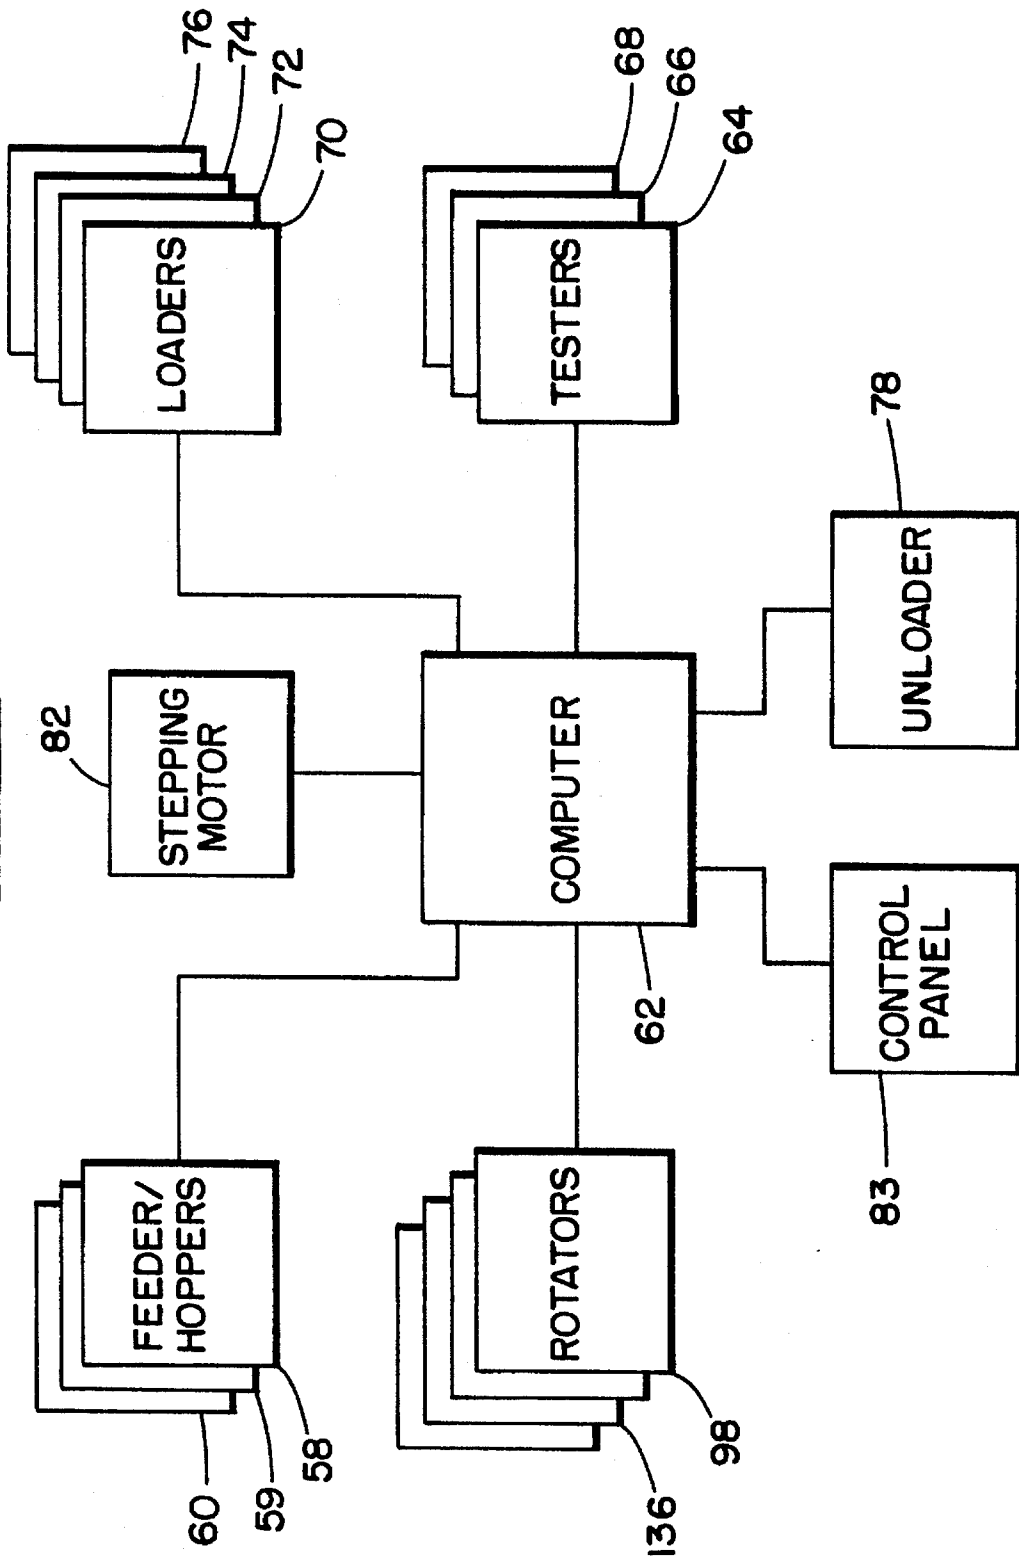 60
59
58
FEEDER/
HOPPERS
82
STEPPING
MOTOR
LOADERS
76
74
72
70
136
98
ROTATORS
62
COMPUTER
TESTERS
68
66
64
83
CONTROL
PANEL
UNLOADER
78